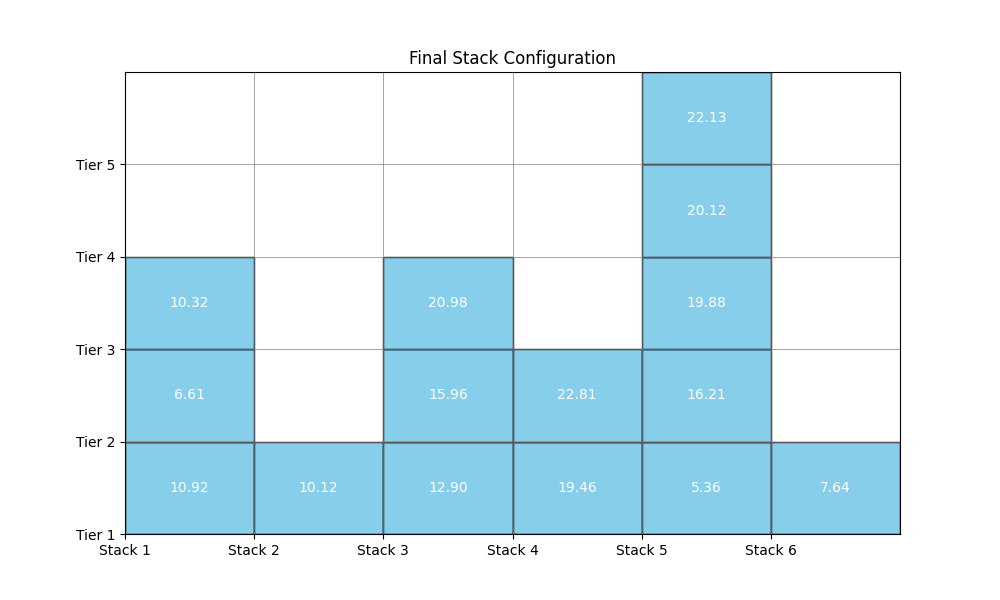 Final Stack Configuration
22.13
Tier 5
20.12
Tier 4
10.32 20.98 19.88
Tier 3
6.61 15.96 22.81 16.21
Tier 2
10.92 10.12 12.90 19.46 5.36 7.64
Tier 1
Stack 1 Stack 2 Stack 3 Stack 4 Stack 5 Stack 6